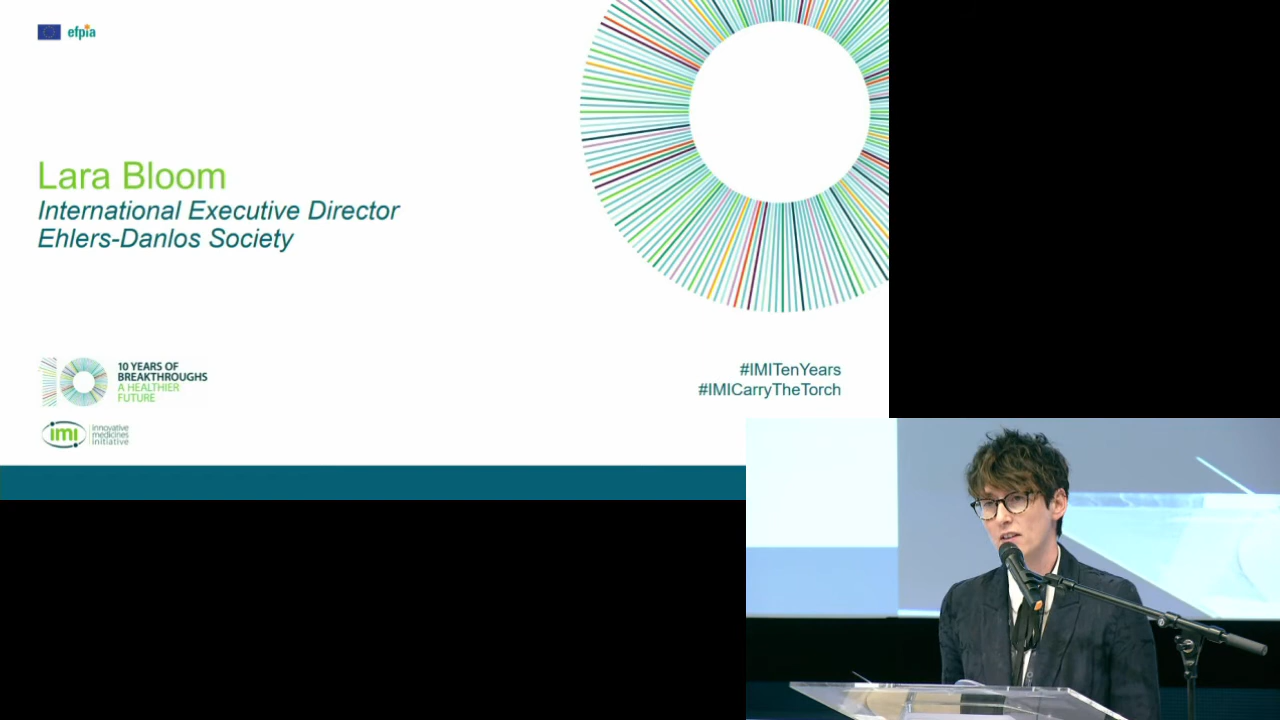 efpia
Lara Bloom
International Executive Director
Ehlers-Danlos Society
10 YEARS OF
BREAKTHROUGHS
A HEALTHIER
FUTURE
#IMITenYears
#IMICarryTheTorch
imi
innovative
medicines
initiative